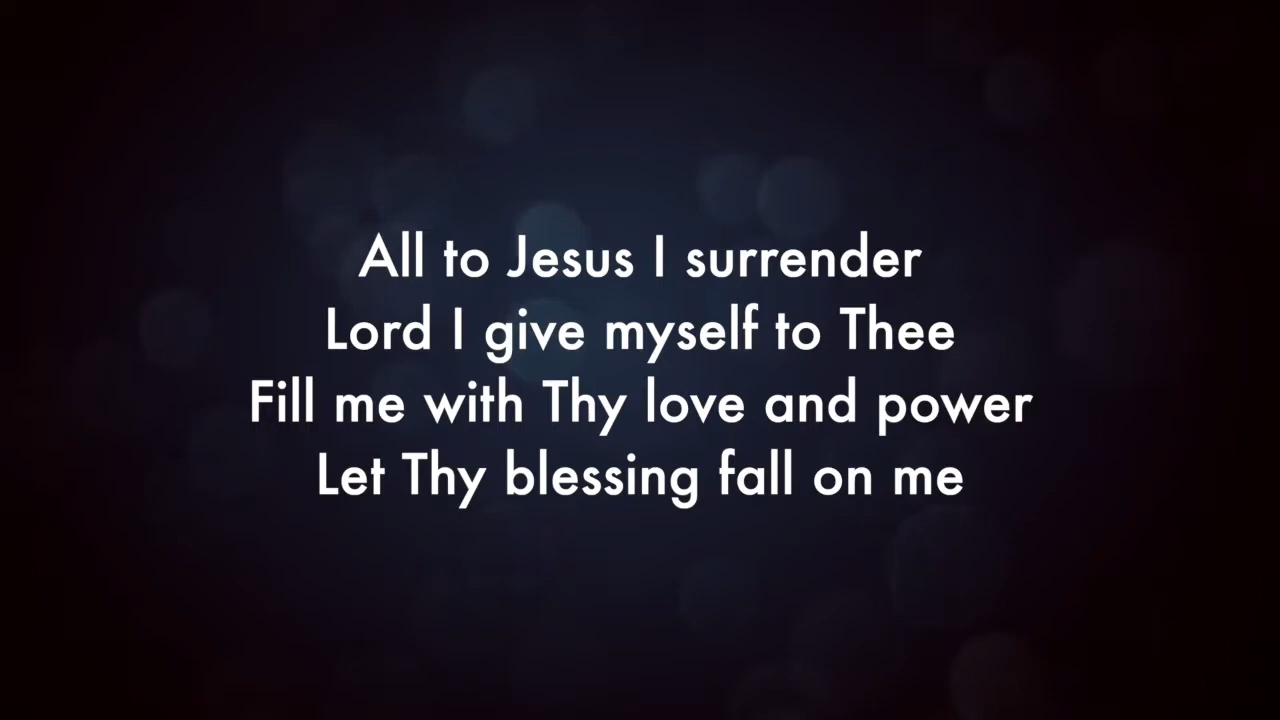 All to Jesus I surrender
Lord I give myself to Thee
Fill me with Thy love and power
Let Thy blessing fall on me